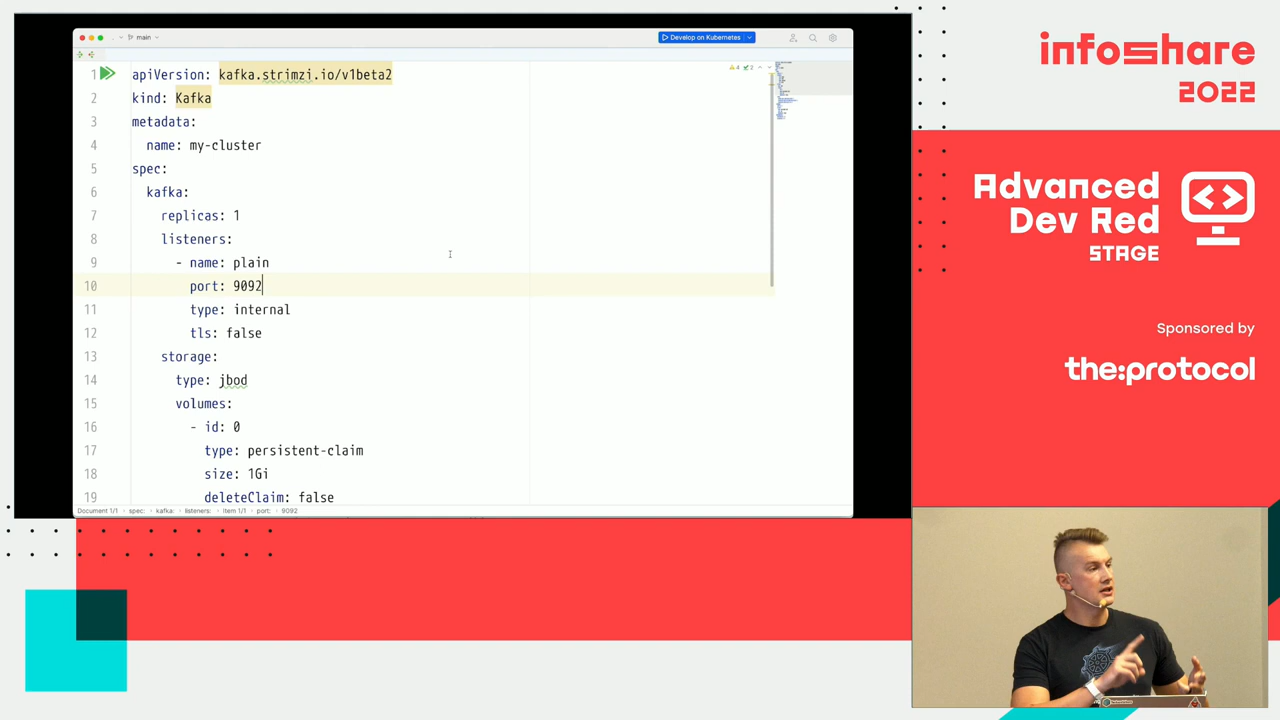 main
Develop on Kubernetes
1 apiVersion: kafka.strimzi.io/v1beta2
4 2
2 kind: Kafka
3 metadata:
4 name: my-cluster
5 spec:
6 kafka:
7 replicas: 1
8 listeners:
9 - name: plain
10 port: 9092
11 type: internal
12 tls: false
13 storage:
14 type: jbod
15 volumes:
16 - id: 0
17 type: persistent-claim
18 size: 1Gi
19 deleteClaim: false
Document 1/1 spec: kafka: listeners: Item 1/1 port: 9092
infoshare
2022
Advanced
Dev Red
STAGE
Sponsored by
the:protocol